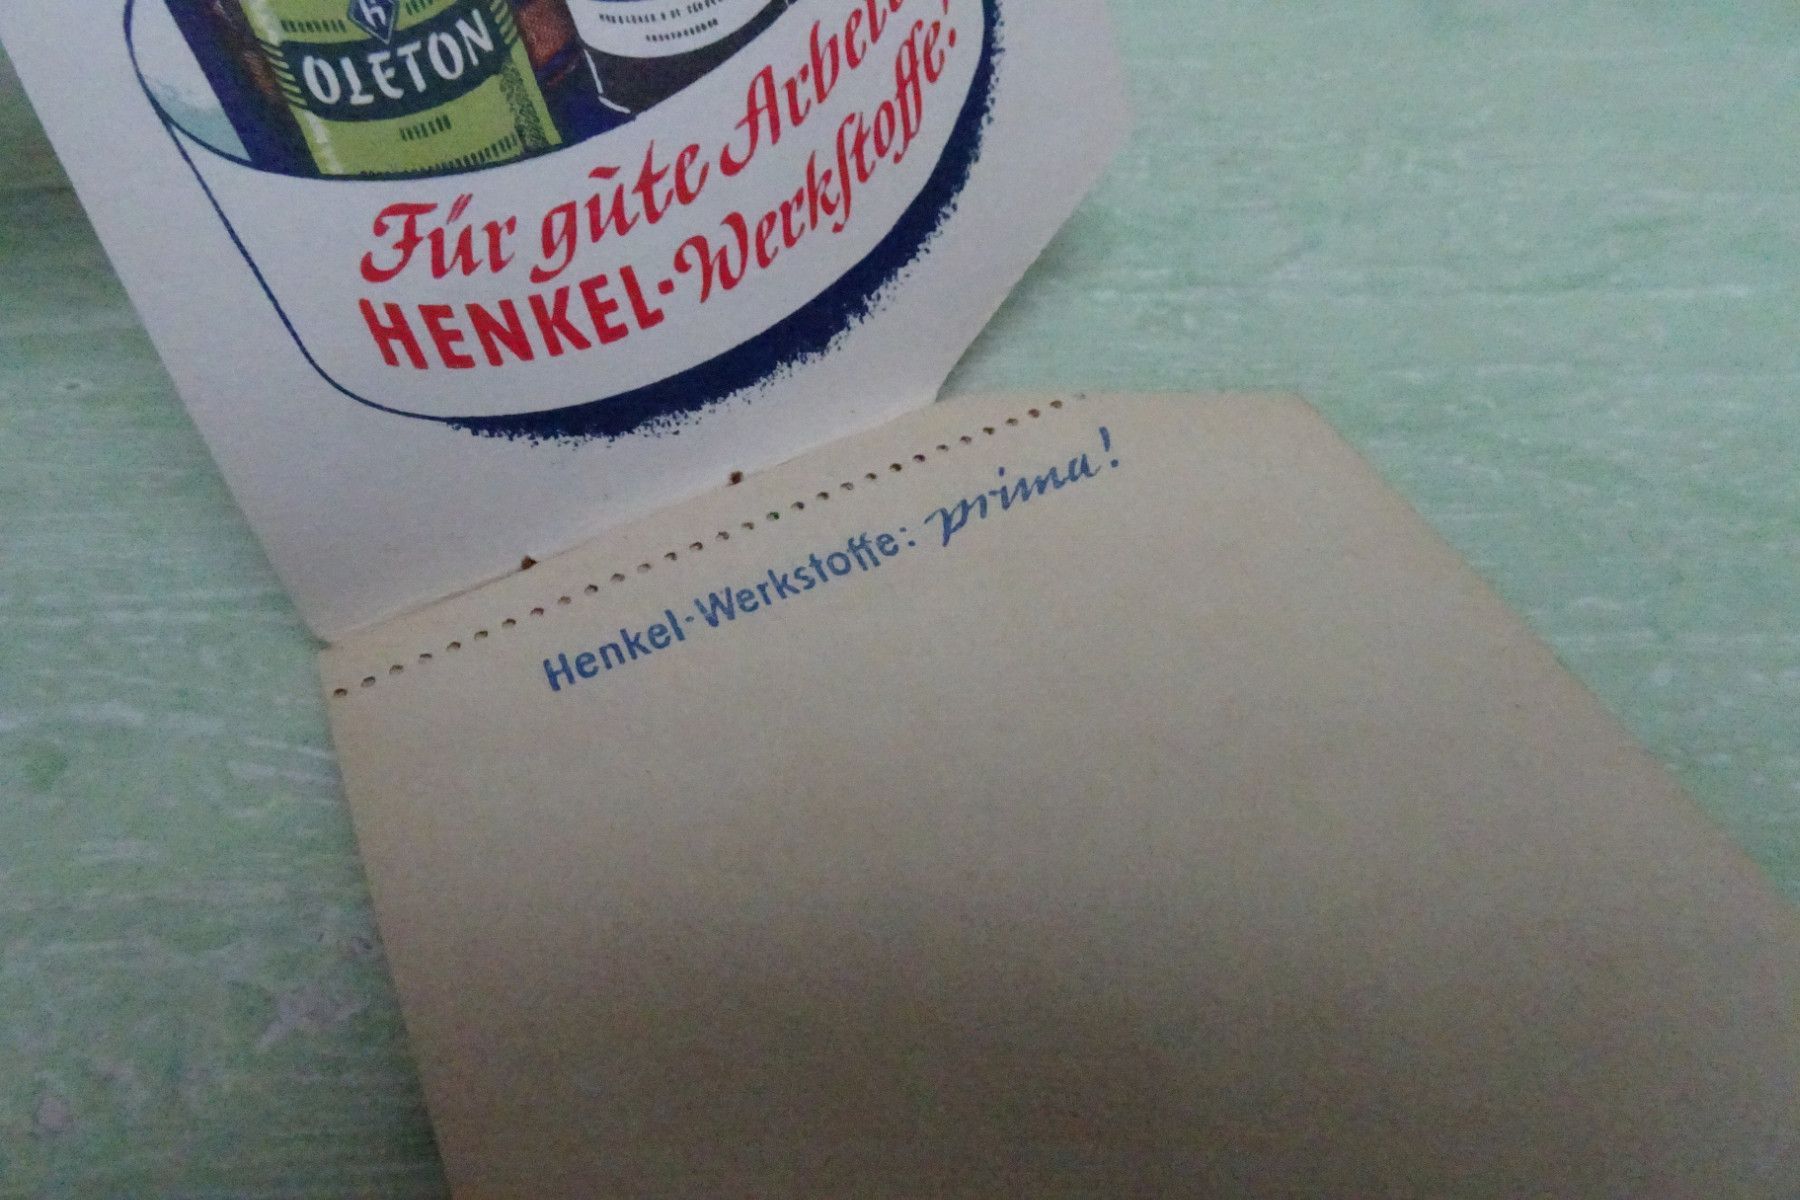 OLETON
Für gute Arbeit
HENKEL-Werkſtoffe!
Henkel-Werkstoffe: prima!